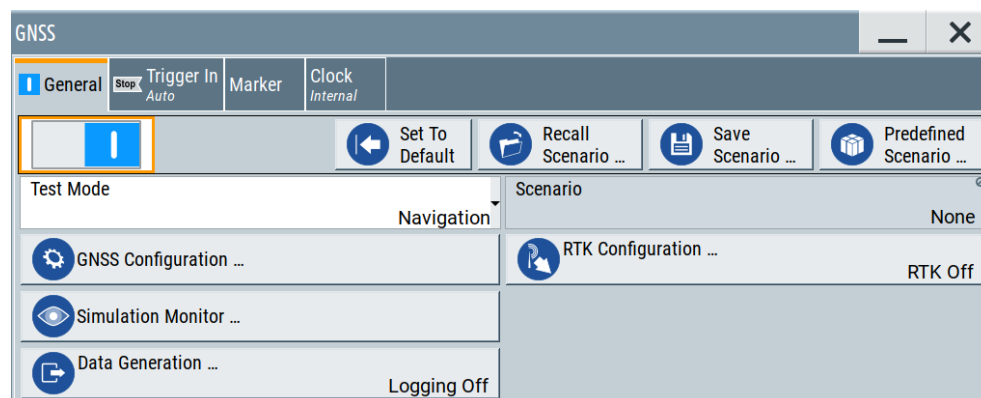 GNSS
General
Stop
Trigger In
Auto
Marker
Clock
Internal
Set To
Default
Recall
Scenario ...
Save
Scenario ...
Predefined
Scenario ...
Test Mode
Navigation
Scenario
None
GNSS Configuration ...
RTK Configuration ...
RTK Off
Simulation Monitor ...
Data Generation ...
Logging Off